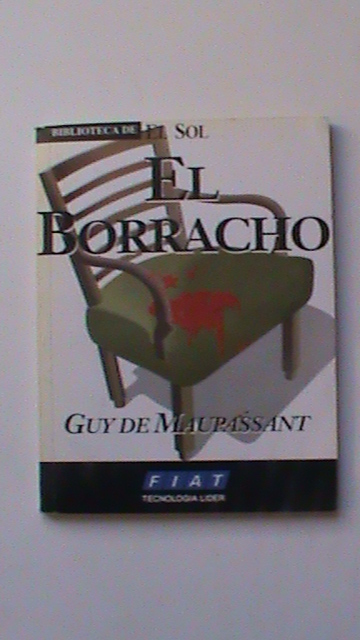 BIBLIOTECA DE EL SOL
EL
BORRACHO
GUY DE MAUPASSANT
FIAT
TECNOLOGIA LIDER